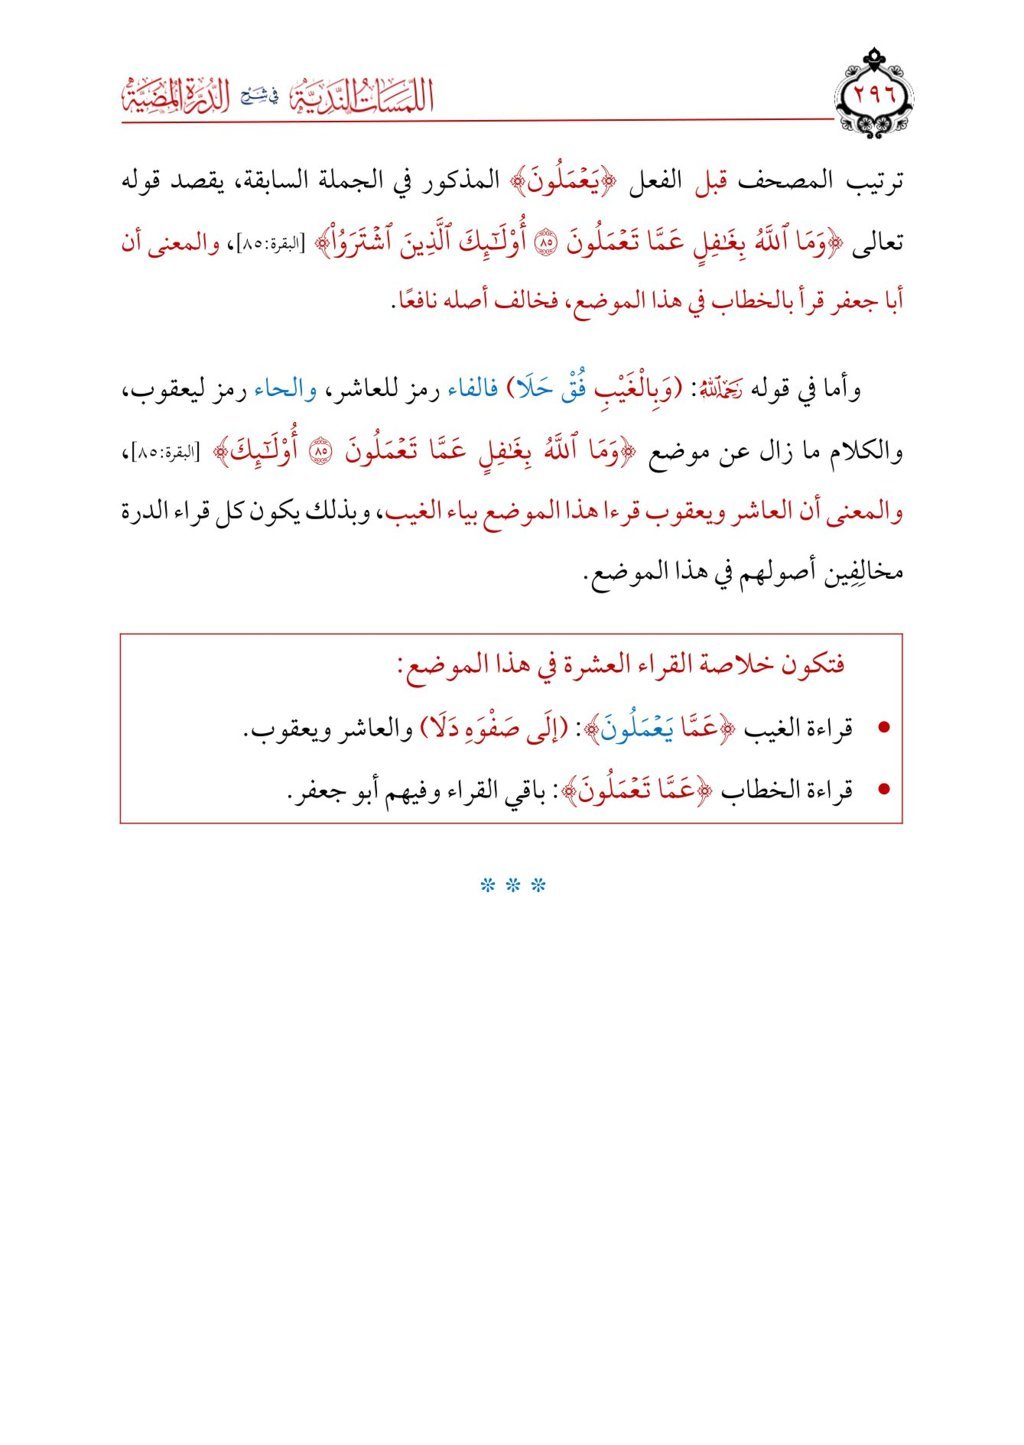 اللمسات الندية في شرح الدرة المضية
٢٩٦
ترتيب المصحف قبل الفعل ﴿يَعۡمَلُونَ﴾ المذكور في الجملة السابقة، يقصد قوله
تعالى ﴿وَمَا ٱللَّهُ بِغَٰفِلٍ عَمَّا تَعۡمَلُونَ ٨٥ أُوْلَٰٓئِكَ ٱلَّذِينَ ٱشۡتَرَوُاْ﴾ [البقرة:٨٥]، والمعنى أن
أبا جعفر قرأ بالخطاب في هذا الموضع، فخالف أصله نافعًا.
وأما في قوله رَحِمَهُ ٱللَّهُ: (وَبِالْغَيْبِ فُقْ حَلَا) فالفاء رمز للعاشر، والحاء رمز ليعقوب،
والكلام ما زال عن موضع ﴿وَمَا ٱللَّهُ بِغَٰفِلٍ عَمَّا تَعۡمَلُونَ ٨٥ أُوْلَٰٓئِكَ﴾ [البقرة:٨٥]،
والمعنى أن العاشر ويعقوب قرءا هذا الموضع بياء الغيب، وبذلك يكون كل قراء الدرة
مخالِفِين أصولهم في هذا الموضع.
فتكون خلاصة القراء العشرة في هذا الموضع:
• قراءة الغيب ﴿عَمَّا يَعۡمَلُونَ﴾: (إلَى صَفْوَهِ دَلَا) والعاشر ويعقوب.
• قراءة الخطاب ﴿عَمَّا تَعۡمَلُونَ﴾: باقي القراء وفيهم أبو جعفر.
* * *